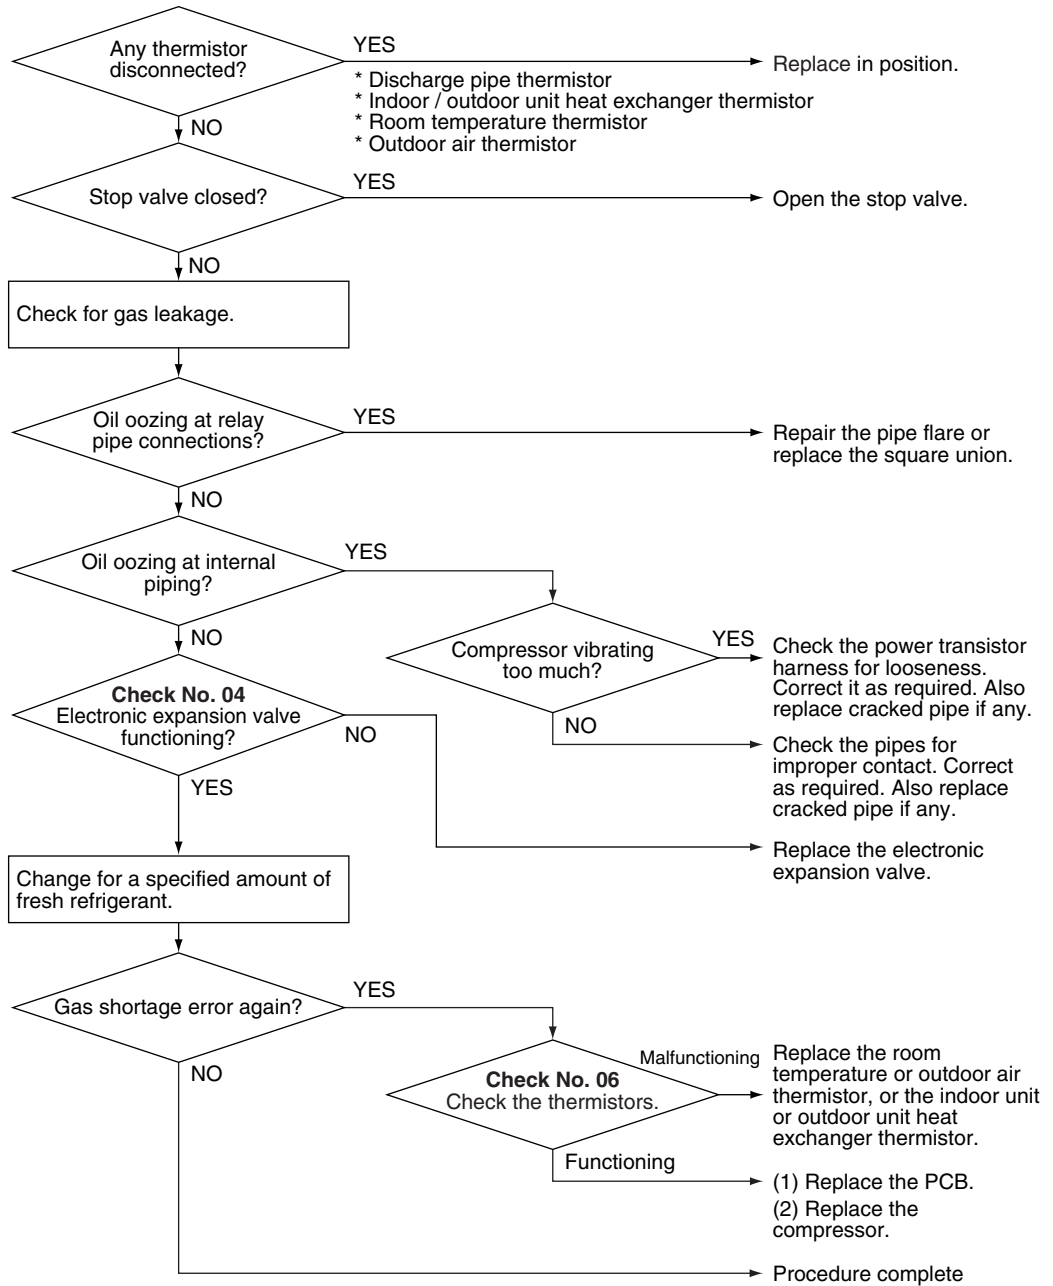 Any thermistor
disconnected?
YES
* Discharge pipe thermistor
* Indoor / outdoor unit heat exchanger thermistor
* Room temperature thermistor
* Outdoor air thermistor
Replace in position.
NO
Stop valve closed?
YES
Open the stop valve.
NO
Check for gas leakage.
Oil oozing at relay
pipe connections?
YES
Repair the pipe flare or
replace the square union.
NO
Oil oozing at internal
piping?
YES
Compressor vibrating
too much?
YES
Check the power transistor
harness for looseness.
Correct it as required. Also
replace cracked pipe if any.
NO
Check the pipes for
improper contact. Correct
as required. Also replace
cracked pipe if any.
NO
Check No. 04
Electronic expansion valve
functioning?
NO
Replace the electronic
expansion valve.
YES
Change for a specified amount of
fresh refrigerant.
Gas shortage error again?
YES
Check No. 06
Check the thermistors.
Malfunctioning
Replace the room
temperature or outdoor air
thermistor, or the indoor unit
or outdoor unit heat
exchanger thermistor.
Functioning
(1) Replace the PCB.
(2) Replace the
compressor.
NO
Procedure complete